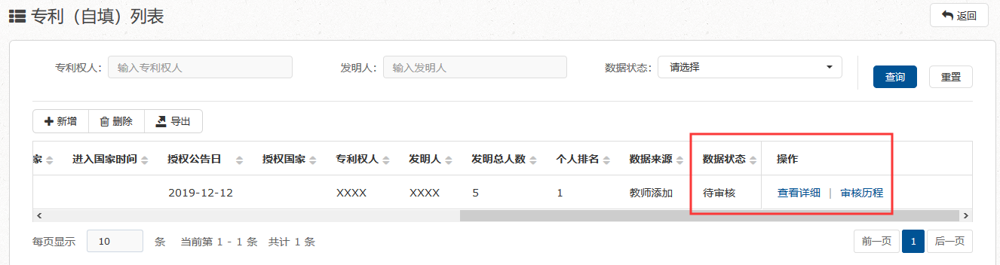 专利（自填）列表 返回
专利权人： 输入专利权人 发明人： 输入发明人 数据状态： 请选择 查询 重置
新增 删除 导出
家 进入国家时间 授权公告日 授权国家 专利权人 发明人 发明总人数 个人排名 数据来源 数据状态 操作
2019-12-12 XXXX XXXX 5 1 教师添加 待审核 查看详细 | 审核历程
每页显示 10 条 当前第 1 - 1 条 共计 1 条 前一页 1 后一页